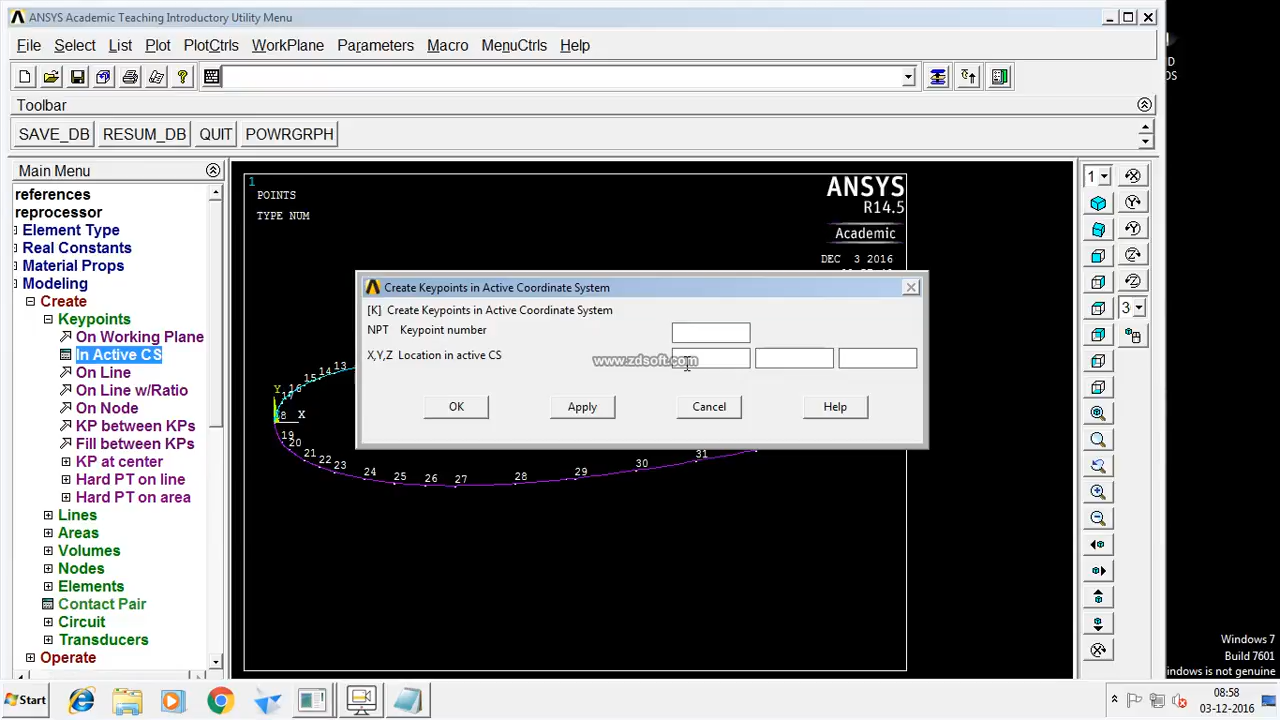 ANSYS Academic Teaching Introductory Utility Menu
File Select List Plot PlotCtrls WorkPlane Parameters Macro MenuCtrls Help
Toolbar
SAVE_DB RESUM_DB QUIT POWRGRPH
Main Menu
references
reprocessor
Element Type
Real Constants
Material Props
Modeling
Create
Keypoints
On Working Plane
In Active CS
On Line
On Line w/Ratio
On Node
KP between KPs
Fill between KPs
KP at center
Hard PT on line
Hard PT on area
Lines
Areas
Volumes
Nodes
Elements
Contact Pair
Circuit
Transducers
Operate
1
POINTS
TYPE NUM
ANSYS
R14.5
Academic
DEC 3 2016
Create Keypoints in Active Coordinate System
[K] Create Keypoints in Active Coordinate System
NPT Keypoint number
X,Y,Z Location in active CS
www.zdsoft.com
OK Apply Cancel Help
13
14
15
16
17
Y
X
19
20
21
22
23
24
25
26
27
28
29
30
31
1
3
D
OS
Windows 7
Build 7601
indows is not genuine
Start
08:58
03-12-2016